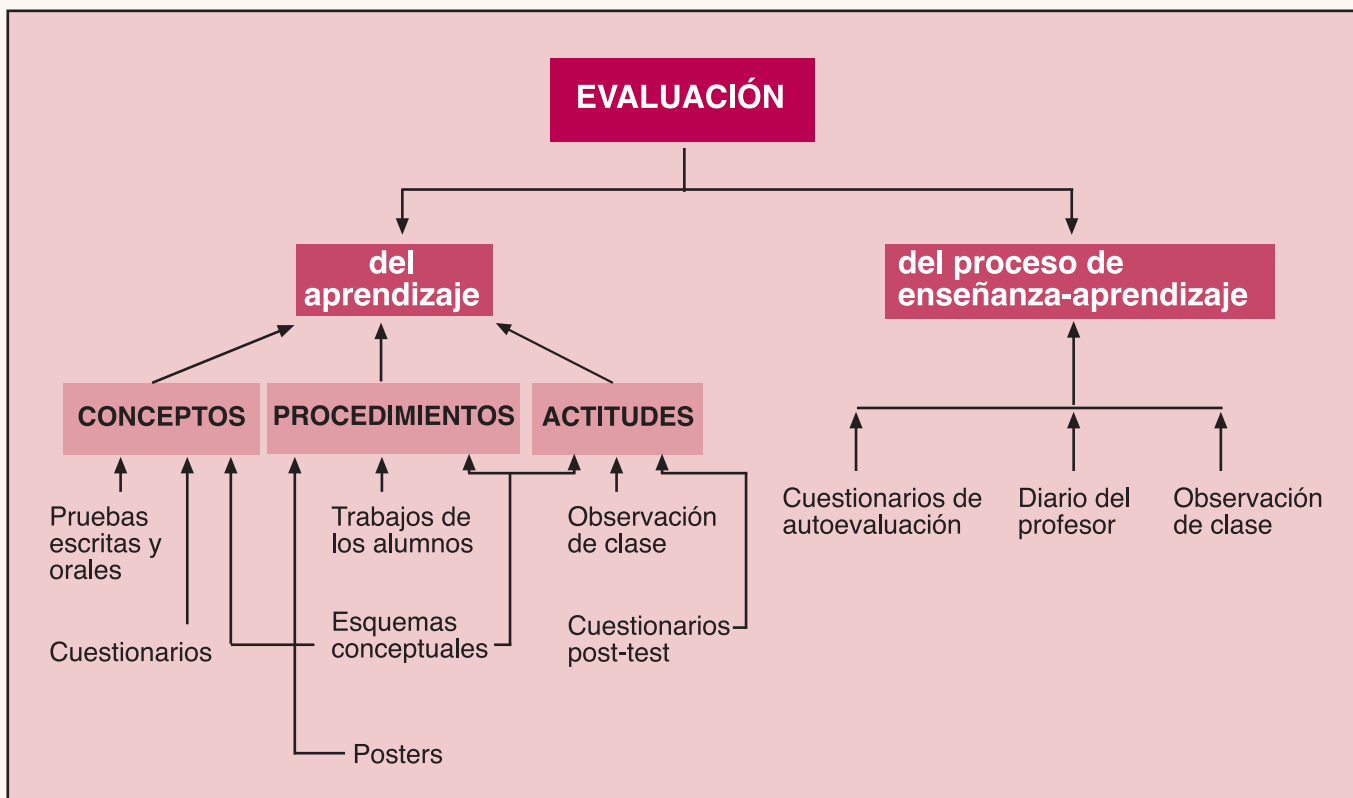 EVALUACIÓN
del
aprendizaje
del proceso de
enseñanza-aprendizaje
CONCEPTOS
PROCEDIMIENTOS
ACTITUDES
Pruebas
escritas y
orales
Trabajos de
los alumnos
Observación
de clase
Cuestionarios de
autoevaluación
Diario del
profesor
Observación
de clase
Cuestionarios
Esquemas
conceptuales
Cuestionarios
post-test
Posters